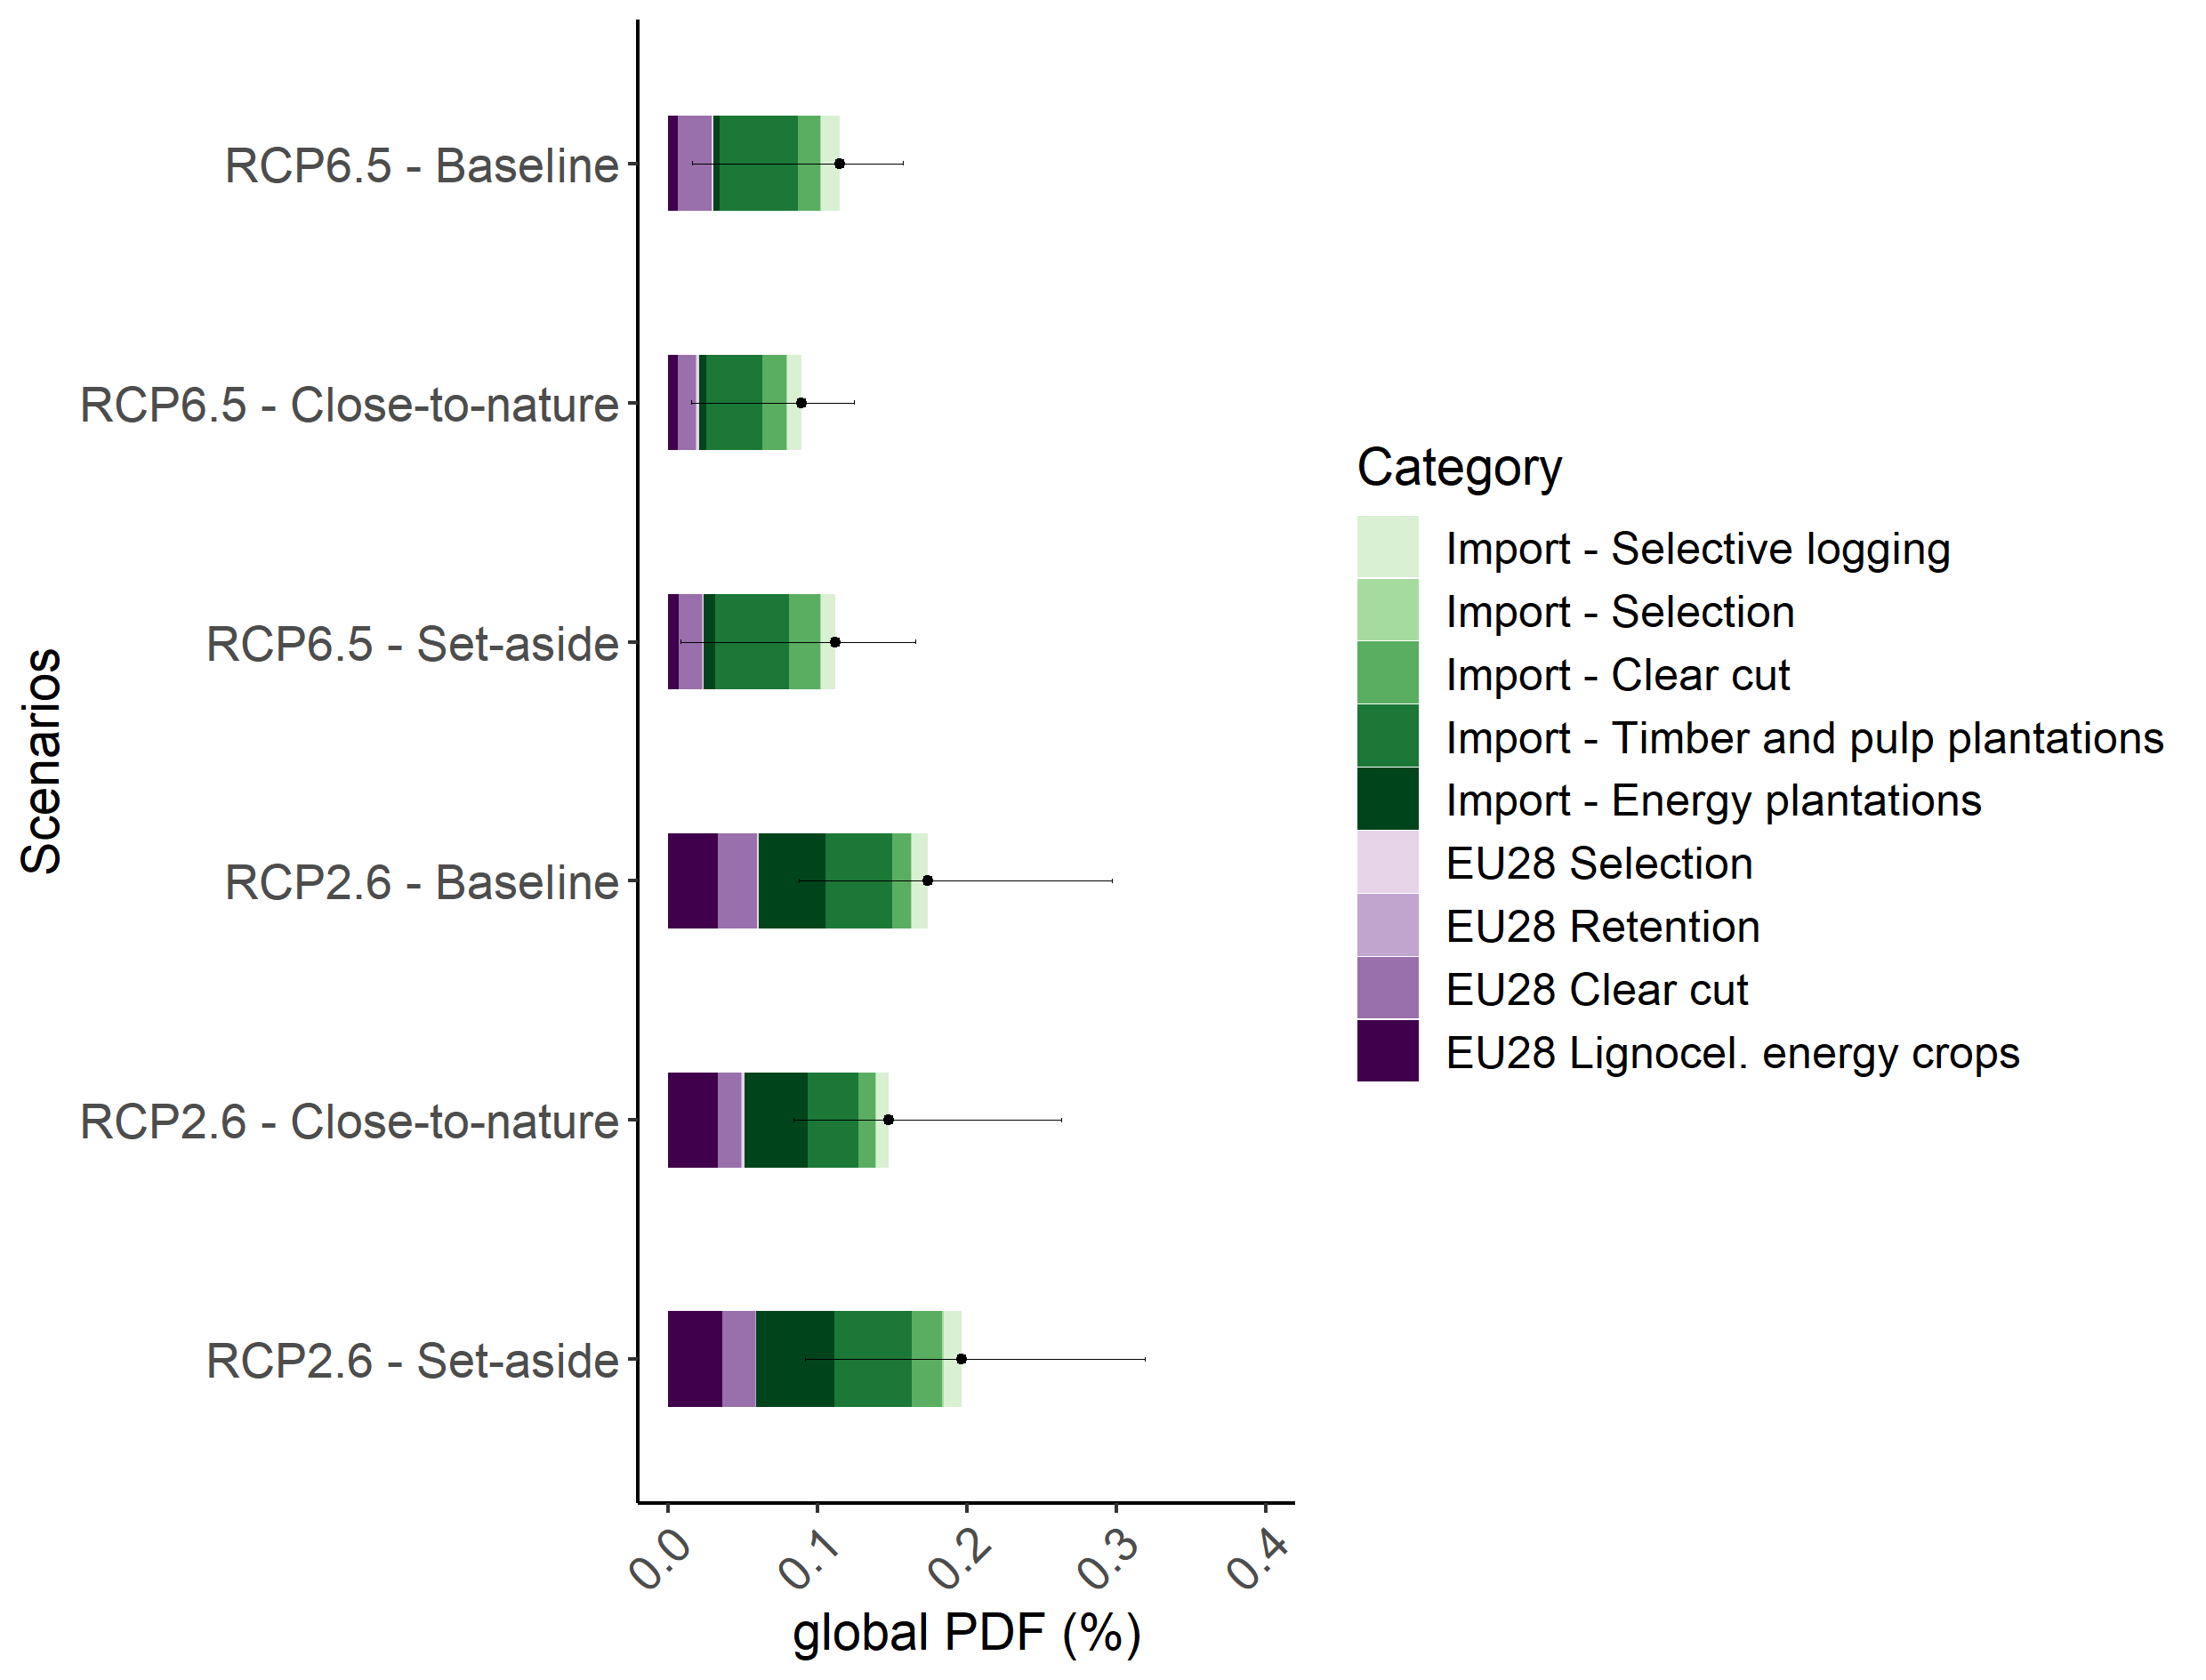 Scenarios
RCP6.5 - Baseline
RCP6.5 - Close-to-nature
RCP6.5 - Set-aside
RCP2.6 - Baseline
RCP2.6 - Close-to-nature
RCP2.6 - Set-aside
0.0
0.1
0.2
0.3
0.4
global PDF (%)
Category
Import - Selective logging
Import - Selection
Import - Clear cut
Import - Timber and pulp plantations
Import - Energy plantations
EU28 Selection
EU28 Retention
EU28 Clear cut
EU28 Lignocel. energy crops